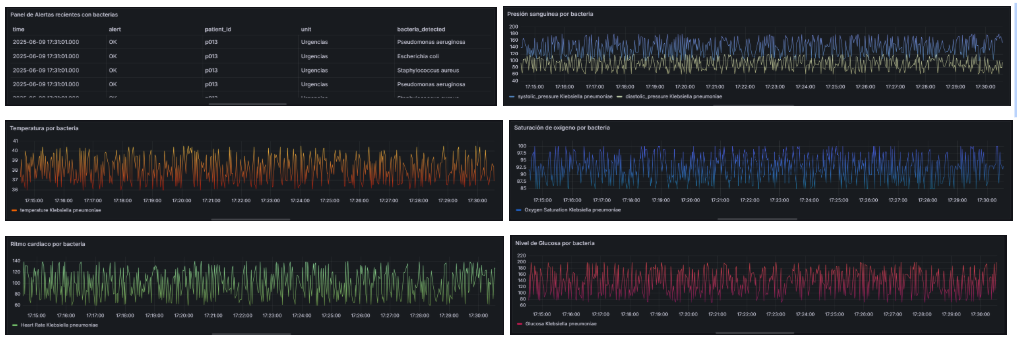 Panel de Alertas recientes con bacterias
time alert patient_id unit bacteria_detected
2025-06-09 17:31:01.000 OK p013 Urgencias Pseudomonas aeruginosa
2025-06-09 17:31:01.000 OK p013 Urgencias Escherichia coli
2025-06-09 17:31:01.000 OK p013 Urgencias Staphylococcus aureus
2025-06-09 17:31:01.000 OK p013 Urgencias Pseudomonas aeruginosa
2025-06-09 17:31:01.000 OK p013 Urgencias Staphylococcus aureus
Presión sanguínea por bacteria
200
180
160
140
120
100
80
60
40
17:15:00 17:16:00 17:17:00 17:18:00 17:19:00 17:20:00 17:21:00 17:22:00 17:23:00 17:24:00 17:25:00 17:26:00 17:27:00 17:28:00 17:29:00 17:30:00
systolic_pressure Klebsiella pneumoniae diastolic_pressure Klebsiella pneumoniae
Temperatura por bacteria
41
40
39
38
37
36
17:15:00 17:16:00 17:17:00 17:18:00 17:19:00 17:20:00 17:21:00 17:22:00 17:23:00 17:24:00 17:25:00 17:26:00 17:27:00 17:28:00 17:29:00 17:30:00
temperature Klebsiella pneumoniae
Saturación de oxígeno por bacteria
100
97.5
95
92.5
90
87.5
85
17:15:00 17:16:00 17:17:00 17:18:00 17:19:00 17:20:00 17:21:00 17:22:00 17:23:00 17:24:00 17:25:00 17:26:00 17:27:00 17:28:00 17:29:00 17:30:00
Oxygen Saturation Klebsiella pneumoniae
Ritmo cardíaco por bacteria
140
120
100
80
60
17:15:00 17:16:00 17:17:00 17:18:00 17:19:00 17:20:00 17:21:00 17:22:00 17:23:00 17:24:00 17:25:00 17:26:00 17:27:00 17:28:00 17:29:00 17:30:00
Heart Rate Klebsiella pneumoniae
Nivel de Glucosa por bacteria
220
200
180
160
140
120
100
80
60
17:15:00 17:16:00 17:17:00 17:18:00 17:19:00 17:20:00 17:21:00 17:22:00 17:23:00 17:24:00 17:25:00 17:26:00 17:27:00 17:28:00 17:29:00 17:30:00
Glucosa Klebsiella pneumoniae